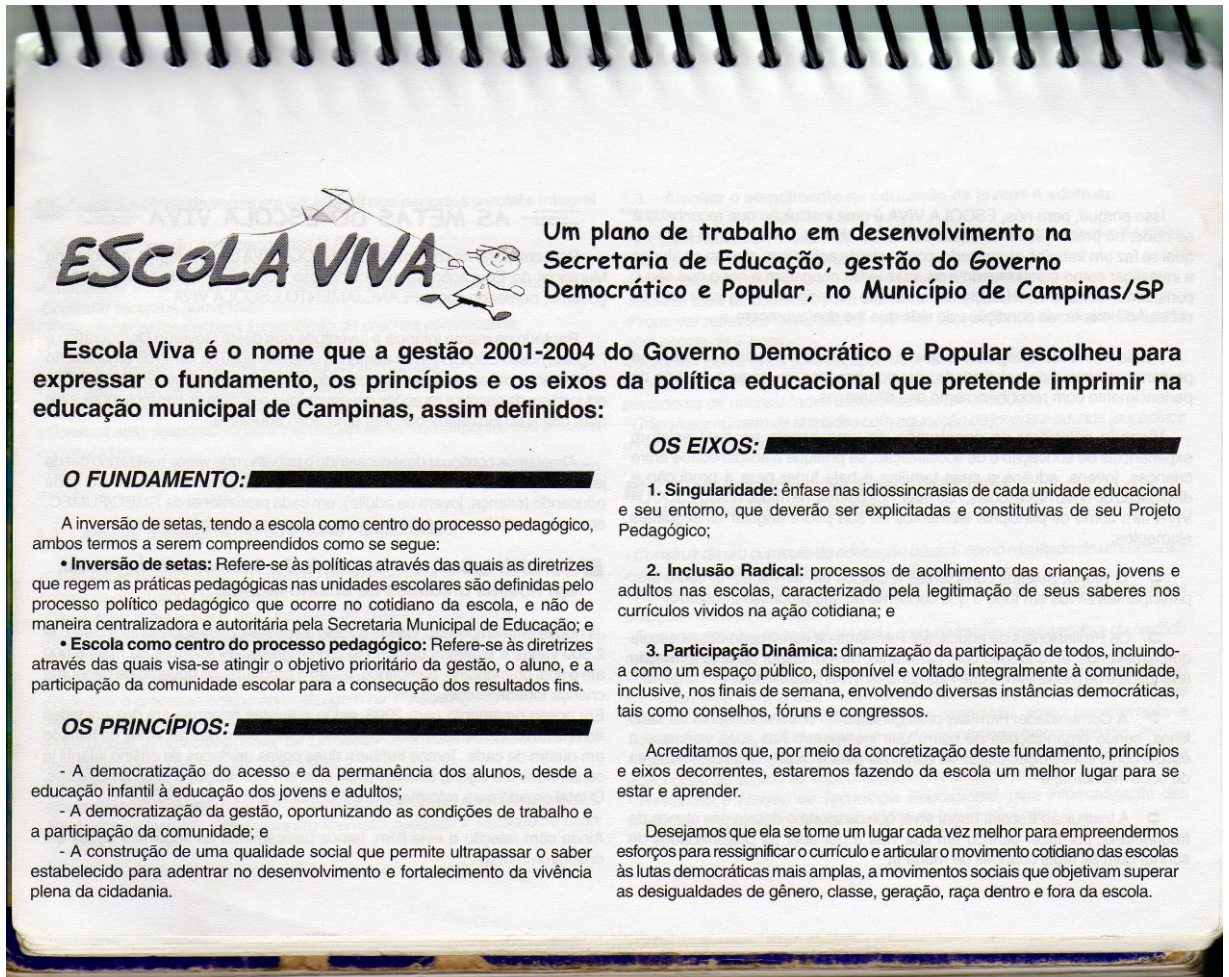 ESCOLA VIVA
Um plano de trabalho em desenvolvimento na
Secretaria de Educação gestão do Governo
Democrático e Popular, no Município de Campinas/SP
Escola Viva é o nome que a gestão 2001-2004 do Governo Democrático e Popular escolheu para
expressar o fundamento, os princípios e os eixos da política educacional que pretende imprimir na
educação municipal de Campinas, assim definidos:
O FUNDAMENTO:
A inversão de setas, tendo a escola como centro do processo pedagógico,
ambos termos a serem compreendidos como se segue:
• Inversão de setas: Refere-se às políticas através das quais as diretrizes
que regem as práticas pedagógicas nas unidades escolares são definidas pelo
processo político pedagógico que ocorre no cotidiano da escola, e não de
maneira centralizadora e autoritária pela Secretaria Municipal de Educação; e
• Escola como centro do processo pedagógico: Refere-se às diretrizes
através das quais visa-se atingir o objetivo prioritário da gestão, o aluno, e a
participação da comunidade escolar para a consecução dos resultados fins.
OS PRINCÍPIOS:
- A democratização do acesso e da permanência dos alunos, desde a
educação infantil à educação dos jovens e adultos;
- A democratização da gestão, oportunizando as condições de trabalho e
a participação da comunidade; e
- A construção de uma qualidade social que permite ultrapassar o saber
estabelecido para adentrar no desenvolvimento e fortalecimento da vivência
plena da cidadania.
OS EIXOS:
1. Singularidade: ênfase nas idiossincrasias de cada unidade educacional
e seu entorno, que deverão ser explicitadas e constitutivas de seu Projeto
Pedagógico;
2. Inclusão Radical: processos de acolhimento das crianças, jovens e
adultos nas escolas, caracterizado pela legitimação de seus saberes nos
currículos vividos na ação cotidiana; e
3. Participação Dinâmica: dinamização da participação de todos, incluindo-
a como um espaço público, disponível e voltado integralmente à comunidade,
inclusive, nos finais de semana, envolvendo diversas instâncias democráticas,
tais como conselhos, fóruns e congressos.
Acreditamos que, por meio da concretização deste fundamento, princípios
e eixos decorrentes, estaremos fazendo da escola um melhor lugar para se
estar e aprender.
Desejamos que ela se torne um lugar cada vez melhor para empreendermos
esforços para ressignificar o currículo e articular o movimento cotidiano das escolas
às lutas democráticas mais amplas, a movimentos sociais que objetivam superar
as desigualdades de gênero, classe, geração, raça dentro e fora da escola.